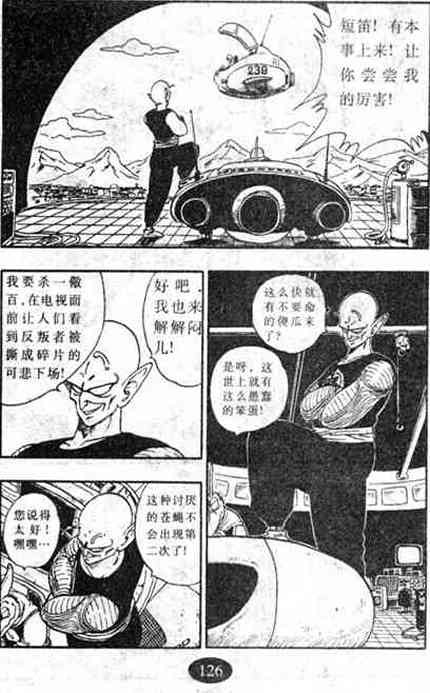 短笛！有本
事上来！让
你尝尝我
的厉害！
239
这么快就
有不要命
的傻瓜来
了？
是呀，这
世上就有
这么愚蠢
的笨蛋！
好吧，
我也来
解解闷
儿！
我要杀一儆
百，在电视面
前让人们看
到反叛者被
撕成碎片的
可悲下场！
这种讨厌
的苍蝇不
会出现第
二次了！
您说得
太好！
嘿嘿…
126